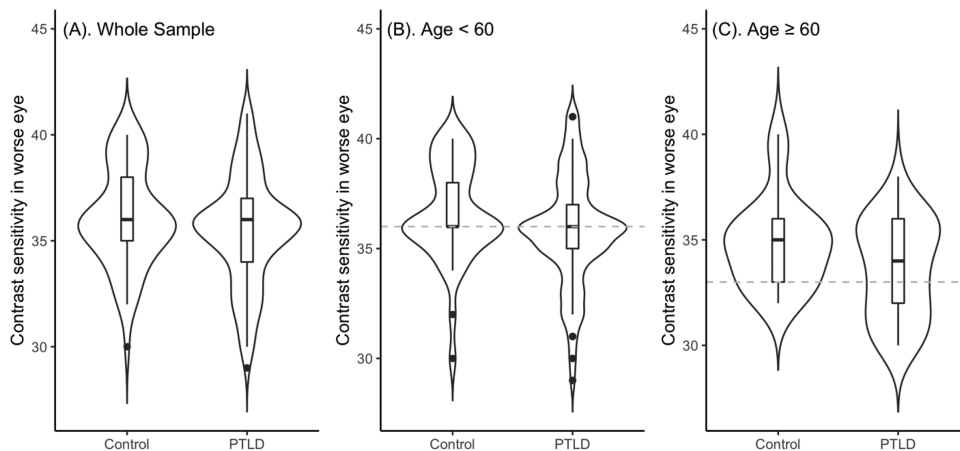 (A). Whole Sample
Contrast sensitivity in worse eye
45
40
35
30
Control
PTLD
(B). Age < 60
Contrast sensitivity in worse eye
45
40
35
30
Control
PTLD
(C). Age ≥ 60
Contrast sensitivity in worse eye
45
40
35
30
Control
PTLD